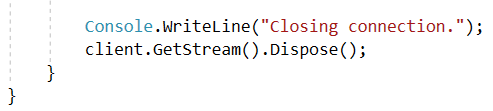 Console.WriteLine("Closing connection.");
client.GetStream().Dispose();
}
}